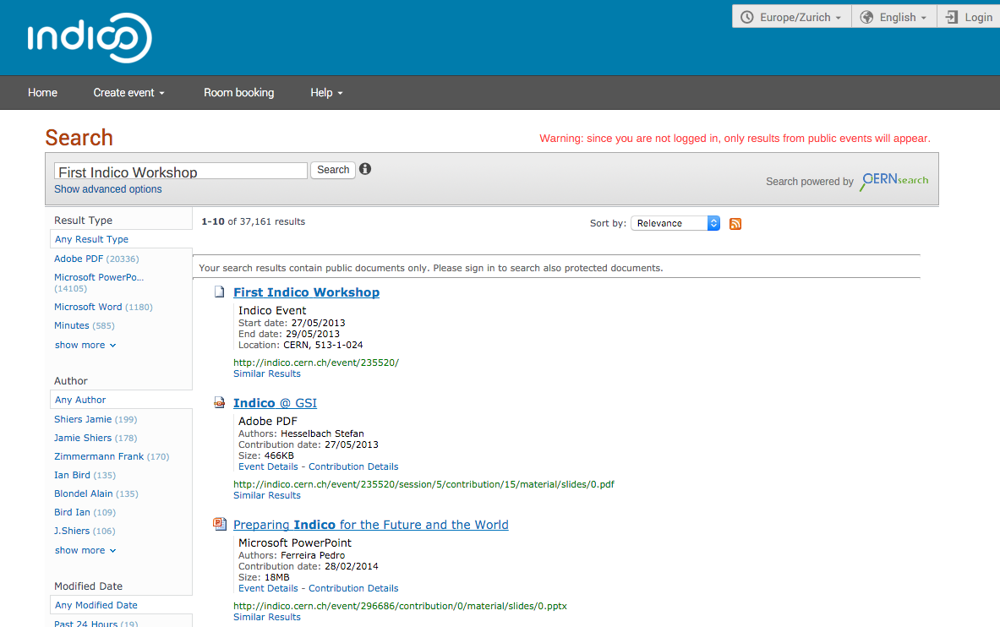 indico
Europe/Zurich
English
Login
Home
Create event
Room booking
Help
Search
Warning: since you are not logged in, only results from public events will appear.
First Indico Workshop
Search
Show advanced options
Search powered by
CERNsearch
Result Type
Any Result Type
Adobe PDF (20336)
Microsoft PowerPo...
(14105)
Microsoft Word (1180)
Minutes (585)
show more
Author
Any Author
Shiers Jamie (199)
Jamie Shiers (178)
Zimmermann Frank (170)
Ian Bird (135)
Blondel Alain (135)
Bird Ian (109)
J.Shiers (106)
show more
Modified Date
Any Modified Date
Past 24 Hours (19)
1-10 of 37,161 results
Sort by:
Relevance
Your search results contain public documents only. Please sign in to search also protected documents.
First Indico Workshop
Indico Event
Start date: 27/05/2013
End date: 29/05/2013
Location: CERN, 513-1-024
http://indico.cern.ch/event/235520/
Similar Results
Indico @ GSI
Adobe PDF
Authors: Hesselbach Stefan
Contribution date: 27/05/2013
Size: 466KB
Event Details - Contribution Details
http://indico.cern.ch/event/235520/session/5/contribution/15/material/slides/0.pdf
Similar Results
Preparing Indico for the Future and the World
Microsoft PowerPoint
Authors: Ferreira Pedro
Contribution date: 28/02/2014
Size: 18MB
Event Details - Contribution Details
http://indico.cern.ch/event/296686/contribution/0/material/slides/0.pptx
Similar Results